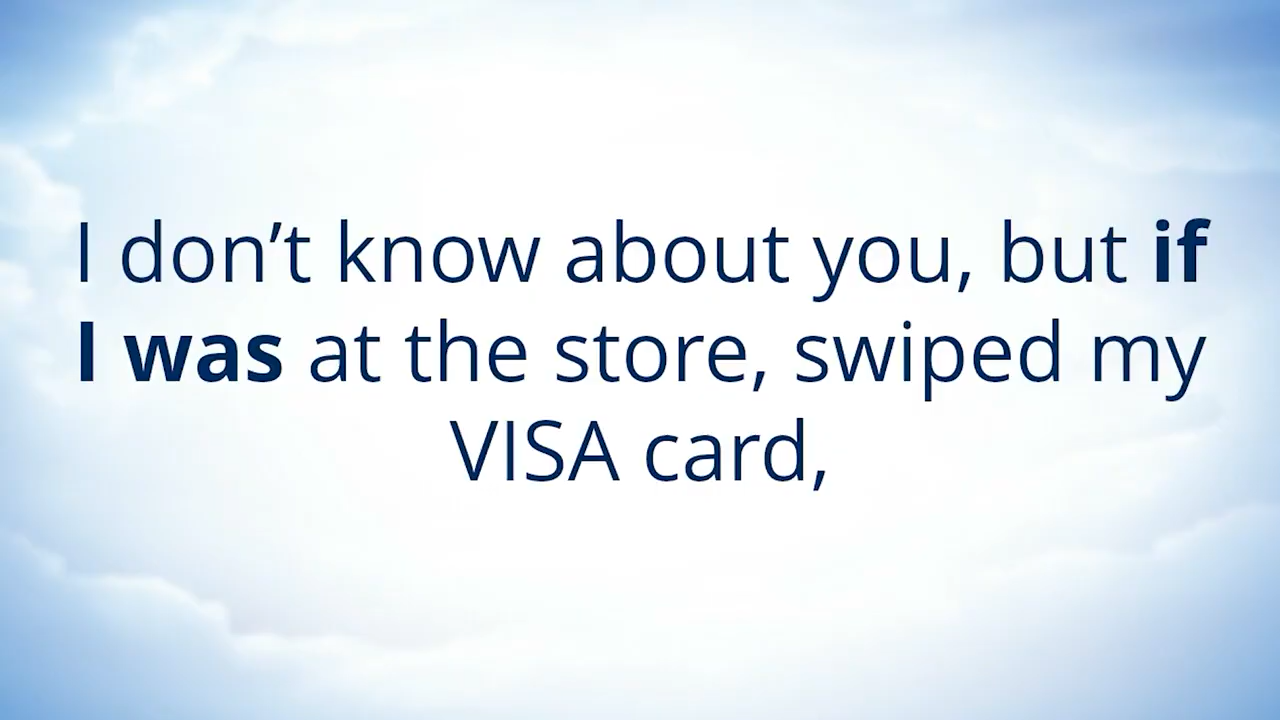 I don’t know about you, but if
I was at the store, swiped my
VISA card,